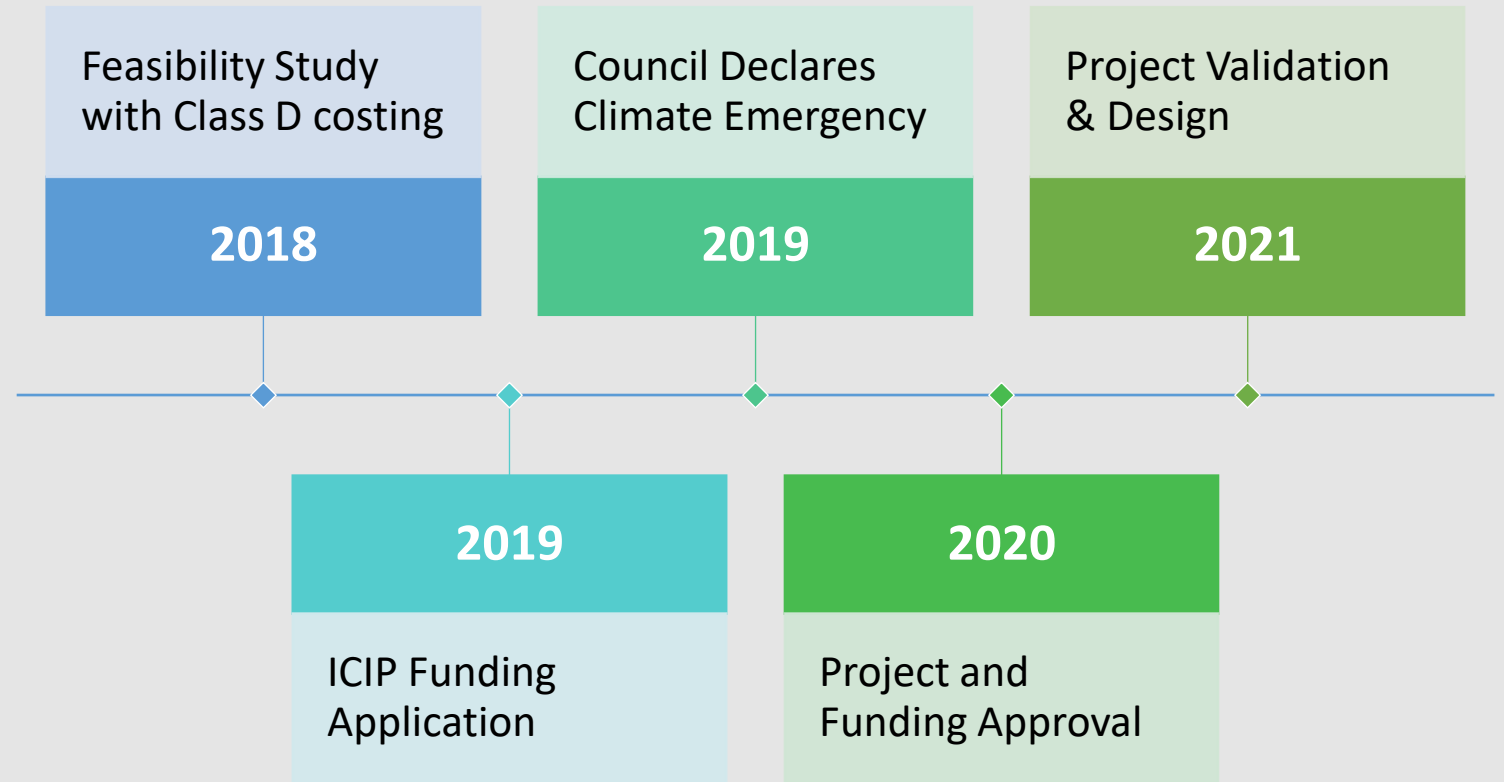 Feasibility Study
with Class D costing
2018
2019
ICIP Funding
Application
Council Declares
Climate Emergency
2019
2020
Project and
Funding Approval
Project Validation
& Design
2021